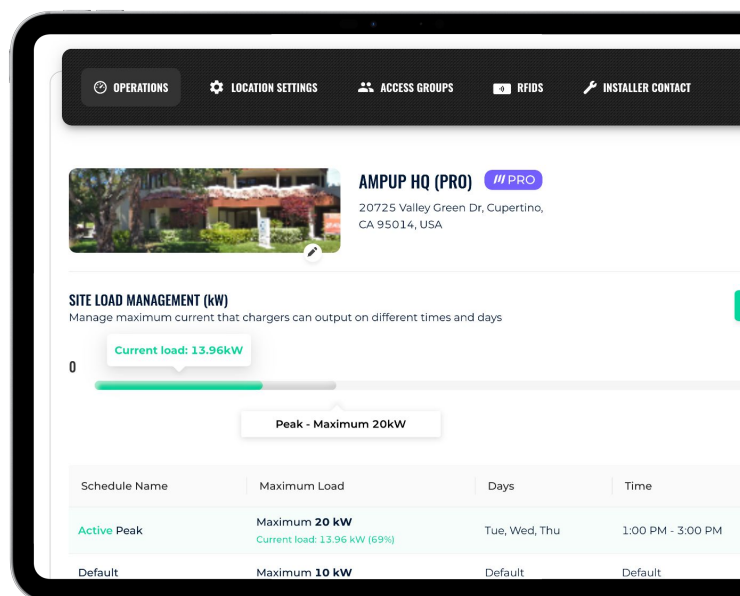 OPERATIONS
LOCATION SETTINGS
ACCESS GROUPS
RFIDS
INSTALLER CONTACT
AMPUP HQ (PRO)
PRO
20725 Valley Green Dr, Cupertino,
CA 95014, USA
SITE LOAD MANAGEMENT (kW)
Manage maximum current that chargers can output on different times and days
Current load: 13.96kW
0
Peak - Maximum 20kW
Schedule Name Maximum Load Days Time
Active Peak Maximum 20 kW Tue, Wed, Thu 1:00 PM - 3:00 PM
Current load: 13.96 kW (69%)
Default Maximum 10 kW Default Default